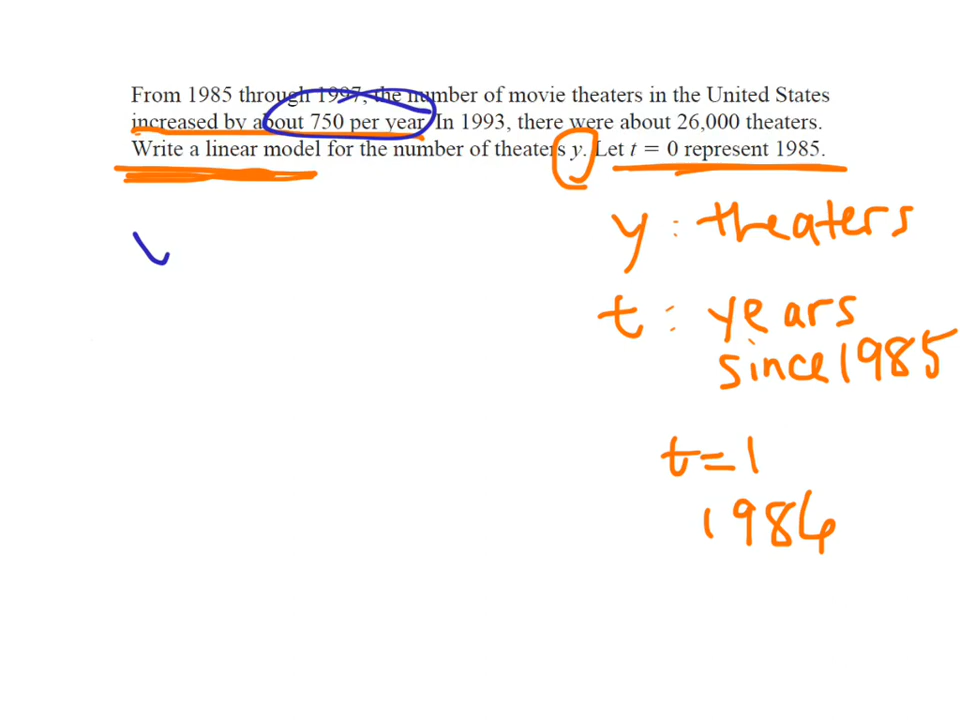 From 1985 through 1997, the number of movie theaters in the United States
increased by about 750 per year. In 1993, there were about 26,000 theaters.
Write a linear model for the number of theaters y. Let t = 0 represent 1985.
y : theaters
t : years
since 1985
t=1
1986